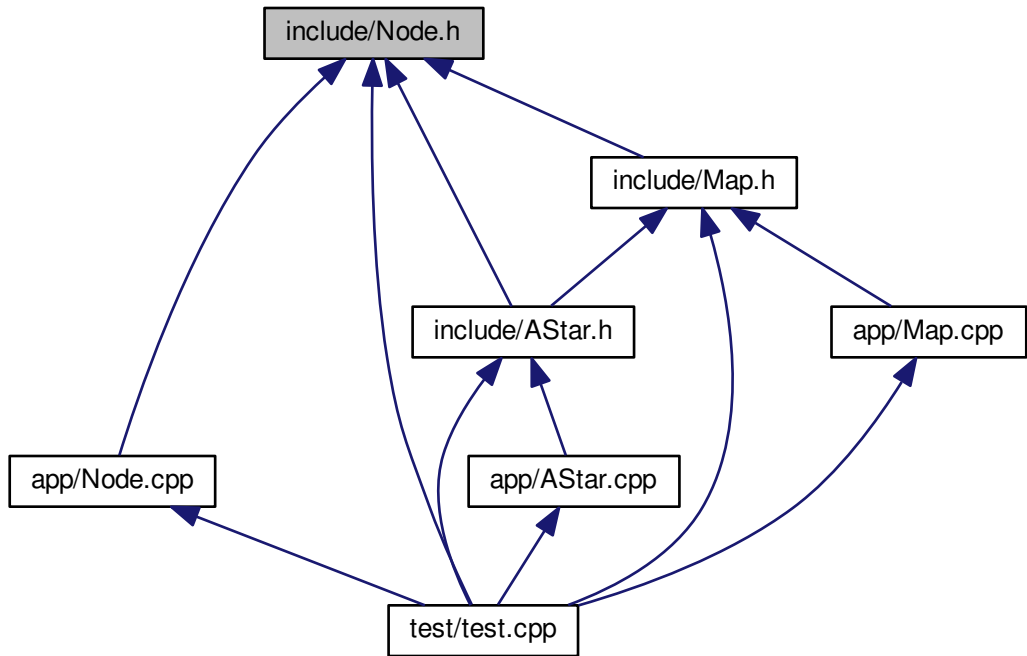 include/Node.h
include/Map.h
include/AStar.h
app/Map.cpp
app/Node.cpp
app/AStar.cpp
test/test.cpp